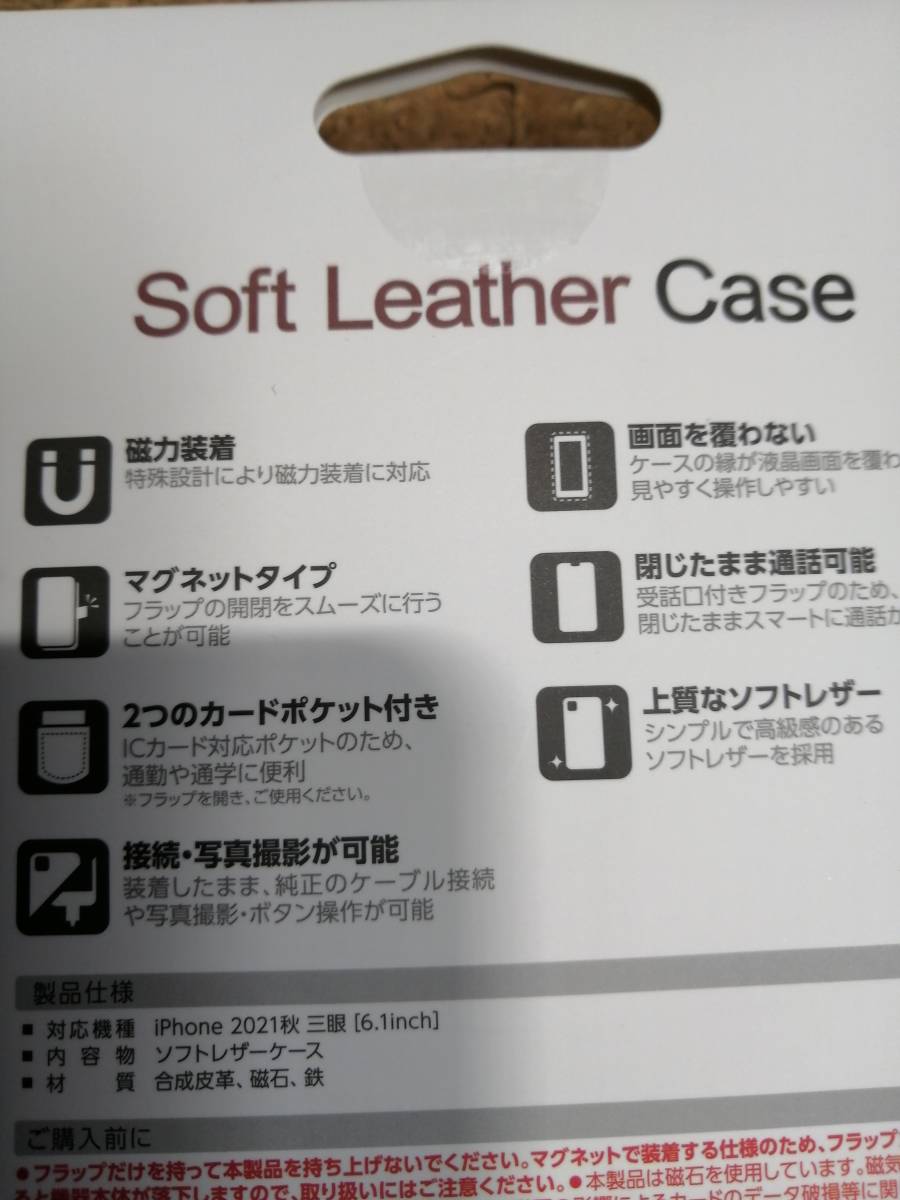 Soft Leather Case
磁力装着
特殊設計により磁力装着に対応
マグネットタイプ
フラップの開閉をスムーズに行う
ことが可能
2つのカードポケット付き
ICカード対応ポケットのため、
通勤や通学に便利
※フラップを開き、ご使用ください。
接続・写真撮影が可能
装着したまま、純正のケーブル接続
や写真撮影・ボタン操作が可能
画面を覆わない
ケースの縁が液晶画面を覆わ
見やすく操作しやすい
閉じたまま通話可能
受話口付きフラップのため、
閉じたままスマートに通話が
上質なソフトレザー
シンプルで高級感のある
ソフトレザーを採用
製品仕様
■ 対応機種 iPhone 2021秋 三眼 [6.1inch]
■ 内容物 ソフトレザーケース
■ 材質 合成皮革、磁石、鉄
ご購入前に
●フラップだけを持って本製品を持ち上げないでください。マグネットで装着する仕様のため、フラップ
ると機器本体が落下しますので、取り扱いにはご注意ください。●本製品は磁石を使用しています。磁気